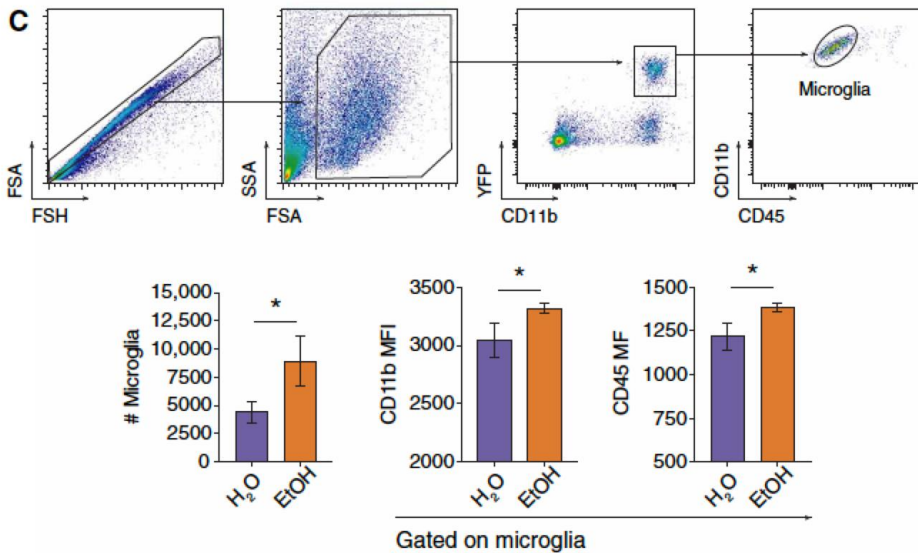 C
FSA
FSH
SSA
FSA
YFP
CD11b
CD11b
CD45
Microglia
# Microglia
15,000
12,500
10,000
7500
5000
2500
0
H₂O
EtOH
*
CD11b MFI
3500
3000
2500
2000
H₂O
EtOH
*
CD45 MF
1500
1250
1000
750
500
H₂O
EtOH
*
Gated on microglia